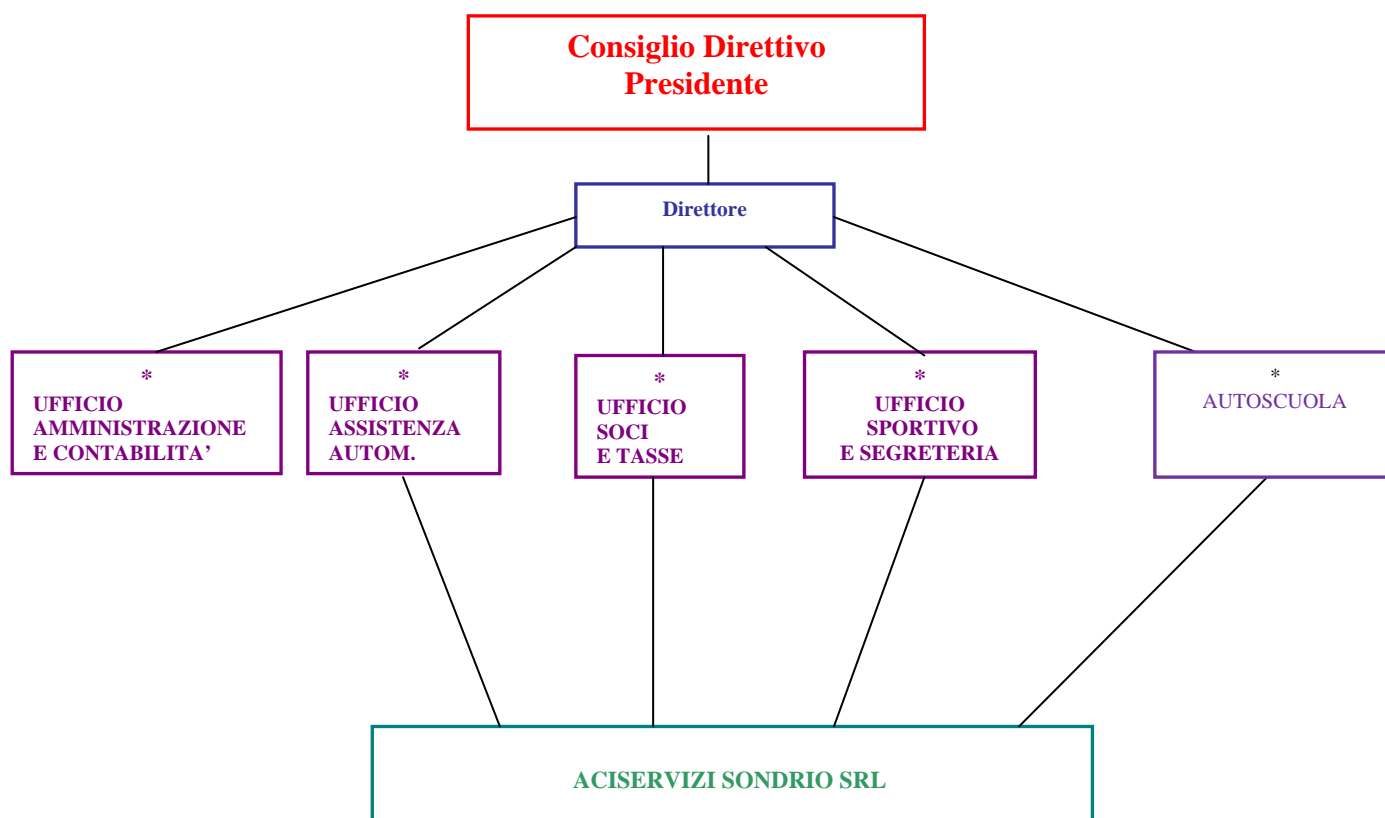 Consiglio Direttivo
Presidente
Direttore
*
UFFICIO
AMMINISTRAZIONE
E CONTABILITA’
*
UFFICIO
ASSISTENZA
AUTOM.
*
UFFICIO
SOCI
E TASSE
*
UFFICIO
SPORTIVO
E SEGRETERIA
*
AUTOSCUOLA
ACISERVIZI SONDRIO SRL